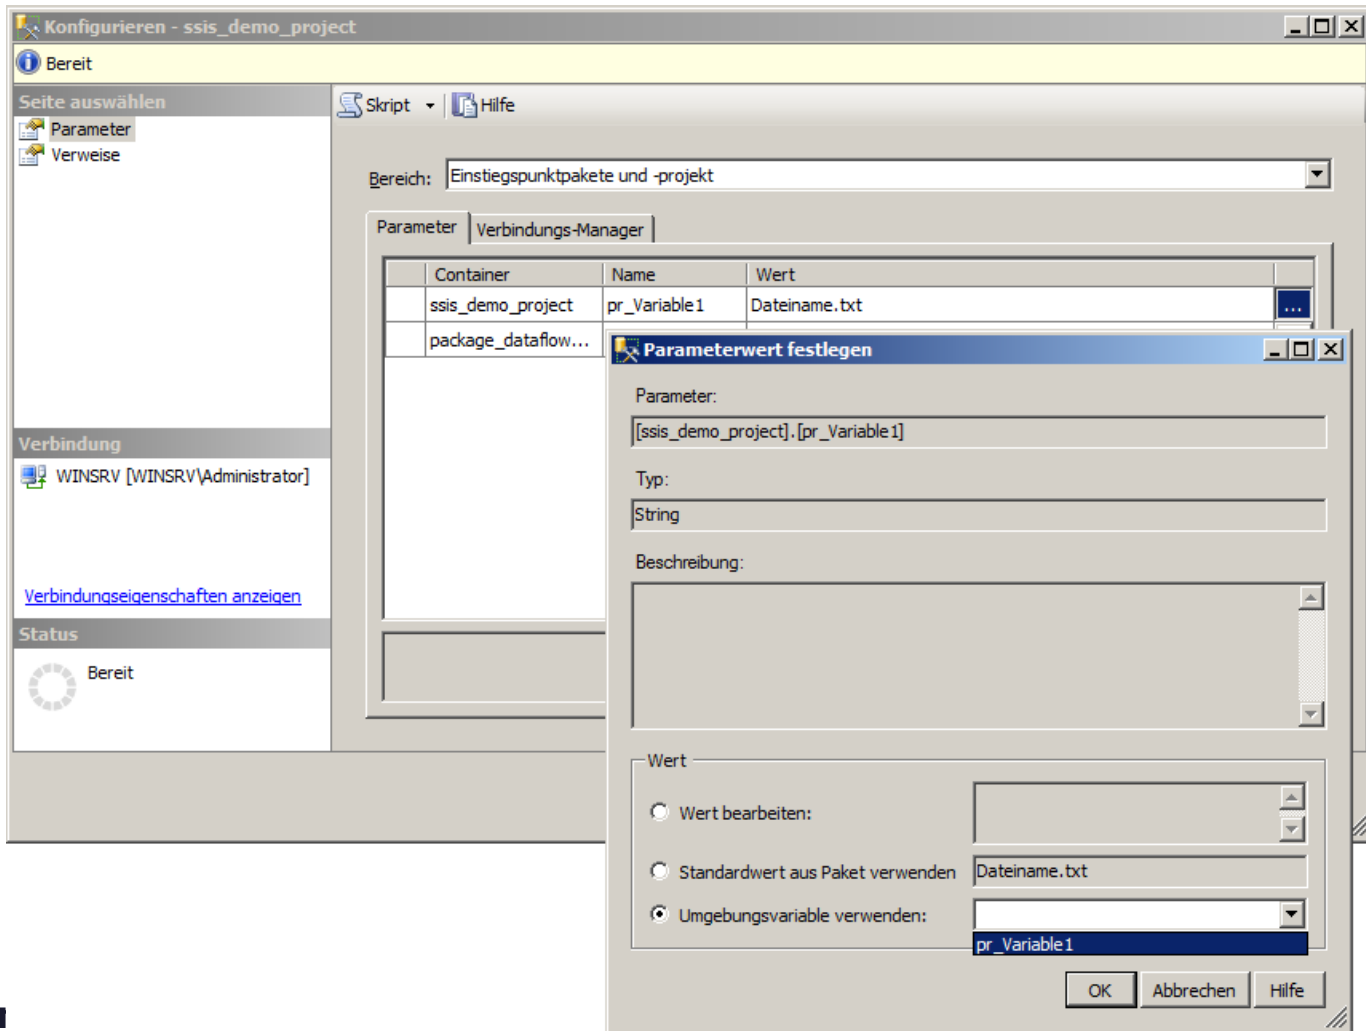 Konfigurieren - ssis_demo_project
Bereit
Seite auswählen
Parameter
Verweise
Skript
Hilfe
Bereich:
Einstiegspunktpakete und -projekt
Parameter
Verbindungs-Manager
Container Name Wert
ssis_demo_project pr_Variable1 Dateiname.txt ...
package_dataflow...
Verbindung
WINSRV [WINSRV\Administrator]
Verbindungseigenschaften anzeigen
Status
Bereit
Parameterwert festlegen
Parameter:
[ssis_demo_project].[pr_Variable1]
Typ:
String
Beschreibung:
Wert
Wert bearbeiten:
Standardwert aus Paket verwenden Dateiname.txt
Umgebungsvariable verwenden:
pr_Variable1
OK Abbrechen Hilfe